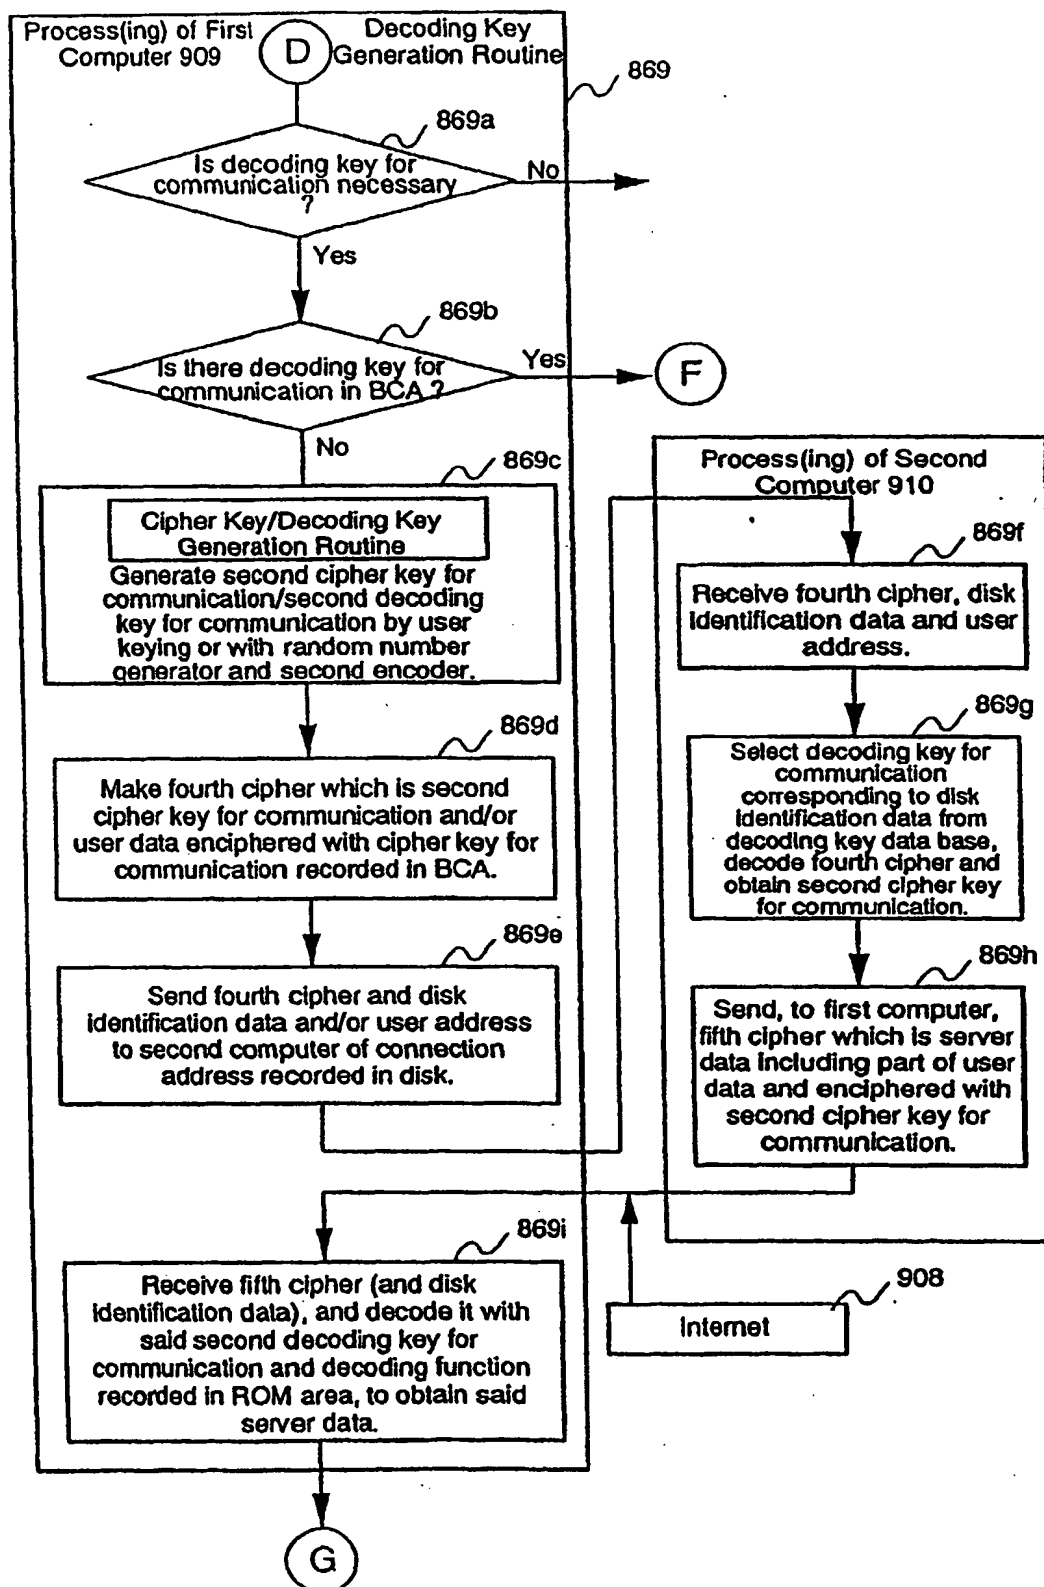 Process(ing) of First
Computer 909
D
Decoding Key
Generation Routine
869
869a
Is decoding key for
communication necessary
?
No
Yes
869b
Is there decoding key for
communication in BCA ?
Yes
F
No
869c
Cipher Key/Decoding Key
Generation Routine
Generate second cipher key for
communication/second decoding
key for communication by user
keying or with random number
generator and second encoder.
869d
Make fourth cipher which is second
cipher key for communication and/or
user data enciphered with cipher key for
communication recorded in BCA.
869e
Send fourth cipher and disk
identification data and/or user address
to second computer of connection
address recorded in disk.
Process(ing) of Second
Computer 910
869f
Receive fourth cipher, disk
identification data and user
address.
869g
Select decoding key for
communication
corresponding to disk
identification data from
decoding key data base,
decode fourth cipher and
obtain second cipher key
for communication.
869h
Send, to first computer,
fifth cipher which is server
data including part of user
data and enciphered with
second cipher key for
communication.
869i
Receive fifth cipher (and disk
identification data), and decode it with
said second decoding key for
communication and decoding function
recorded in ROM area, to obtain said
server data.
908
Internet
G